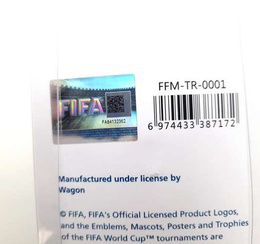 FFM-TR-0001
FIFA
FA84132362
6 974433 387172
Manufactured under license by
Wagon
© FIFA, FIFA's Official Licensed Product Logos,
and the Emblems, Mascots, Posters and Trophies
of the FIFA World Cup™ tournaments are